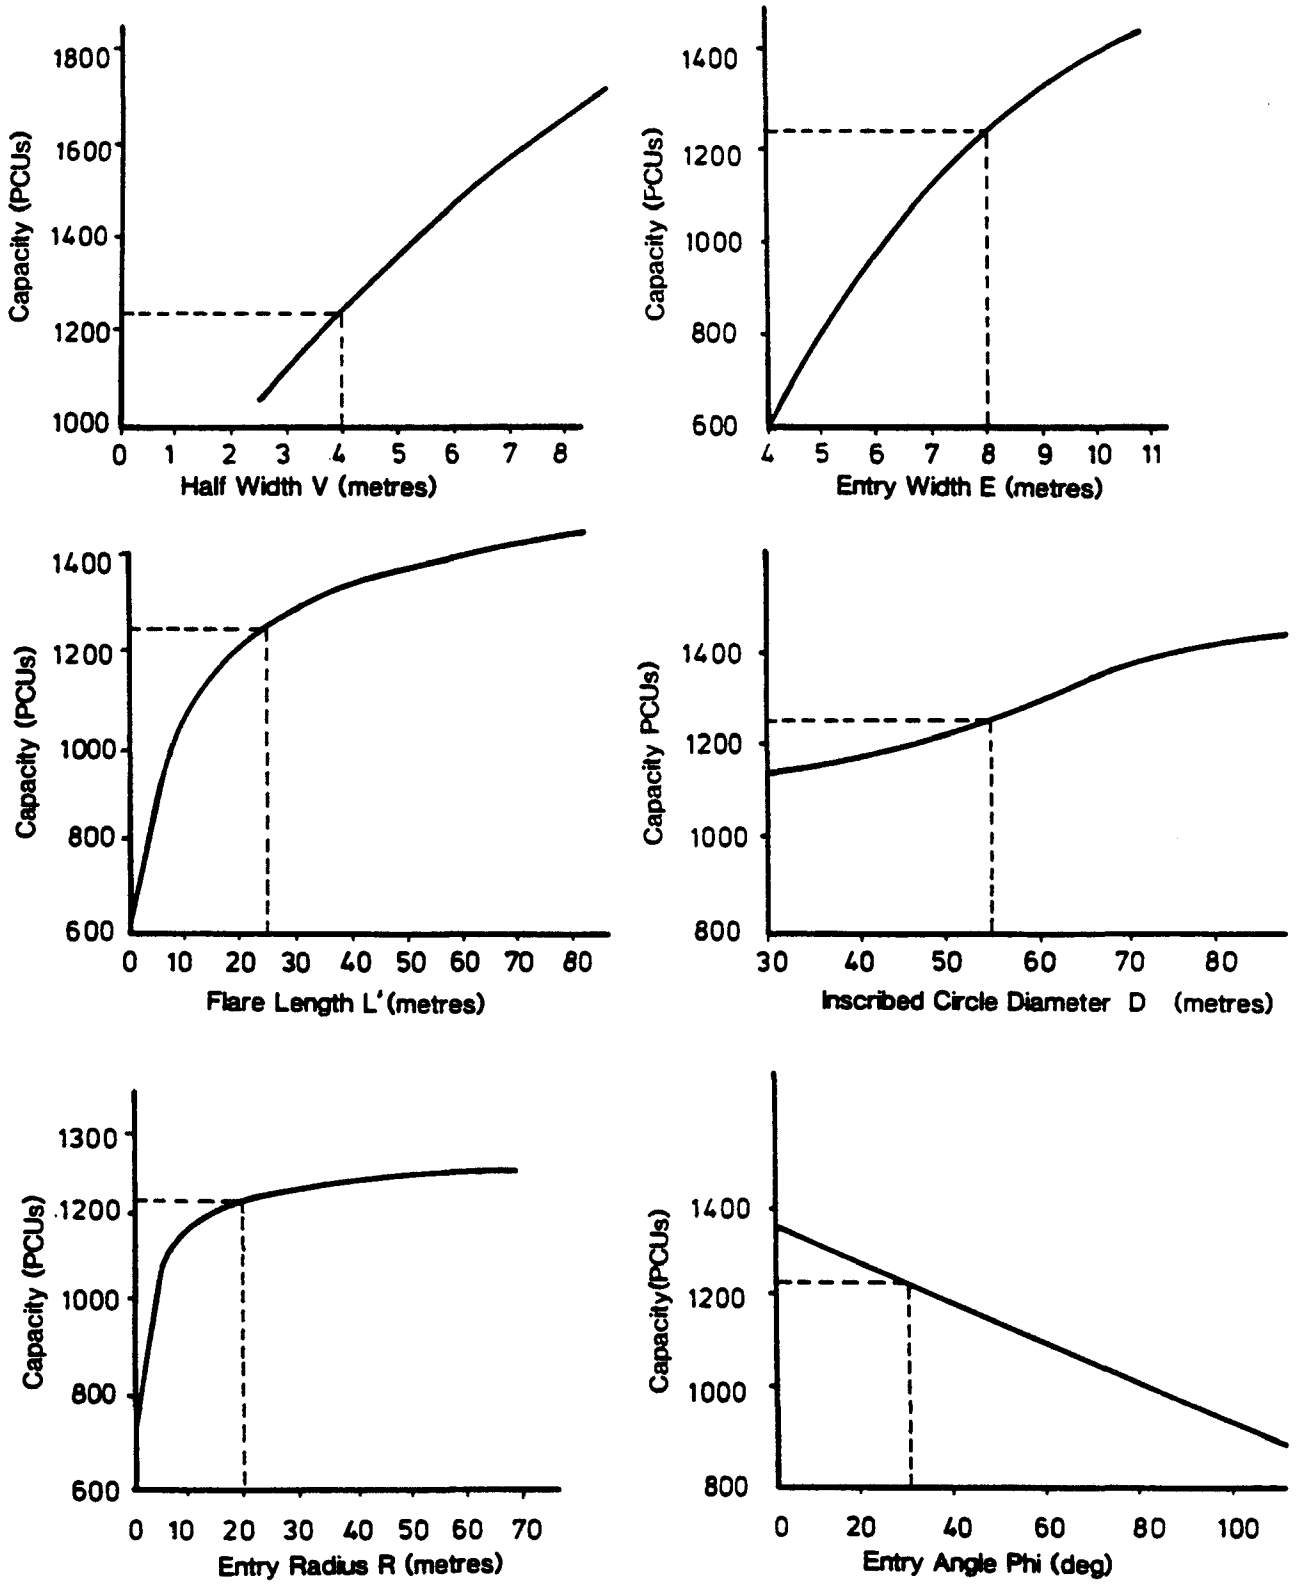 1800
1600
1400
1200
1000
Capacity (PCUs)
0 1 2 3 4 5 6 7 8
Half Width V (metres)
1400
1200
1000
800
600
Capacity (PCUs)
4 5 6 7 8 9 10 11
Entry Width E (metres)
1400
1200
1000
800
600
Capacity (PCUs)
0 10 20 30 40 50 60 70 80
Flare Length L' (metres)
1400
1200
1000
800
Capacity PCUs
30 40 50 60 70 80
Inscribed Circle Diameter D (metres)
1300
1200
1000
800
600
Capacity (PCUs)
0 10 20 30 40 50 60 70
Entry Radius R (metres)
1400
1200
1000
800
Capacity(PCUs)
0 20 40 60 80 100
Entry Angle Phi (deg)